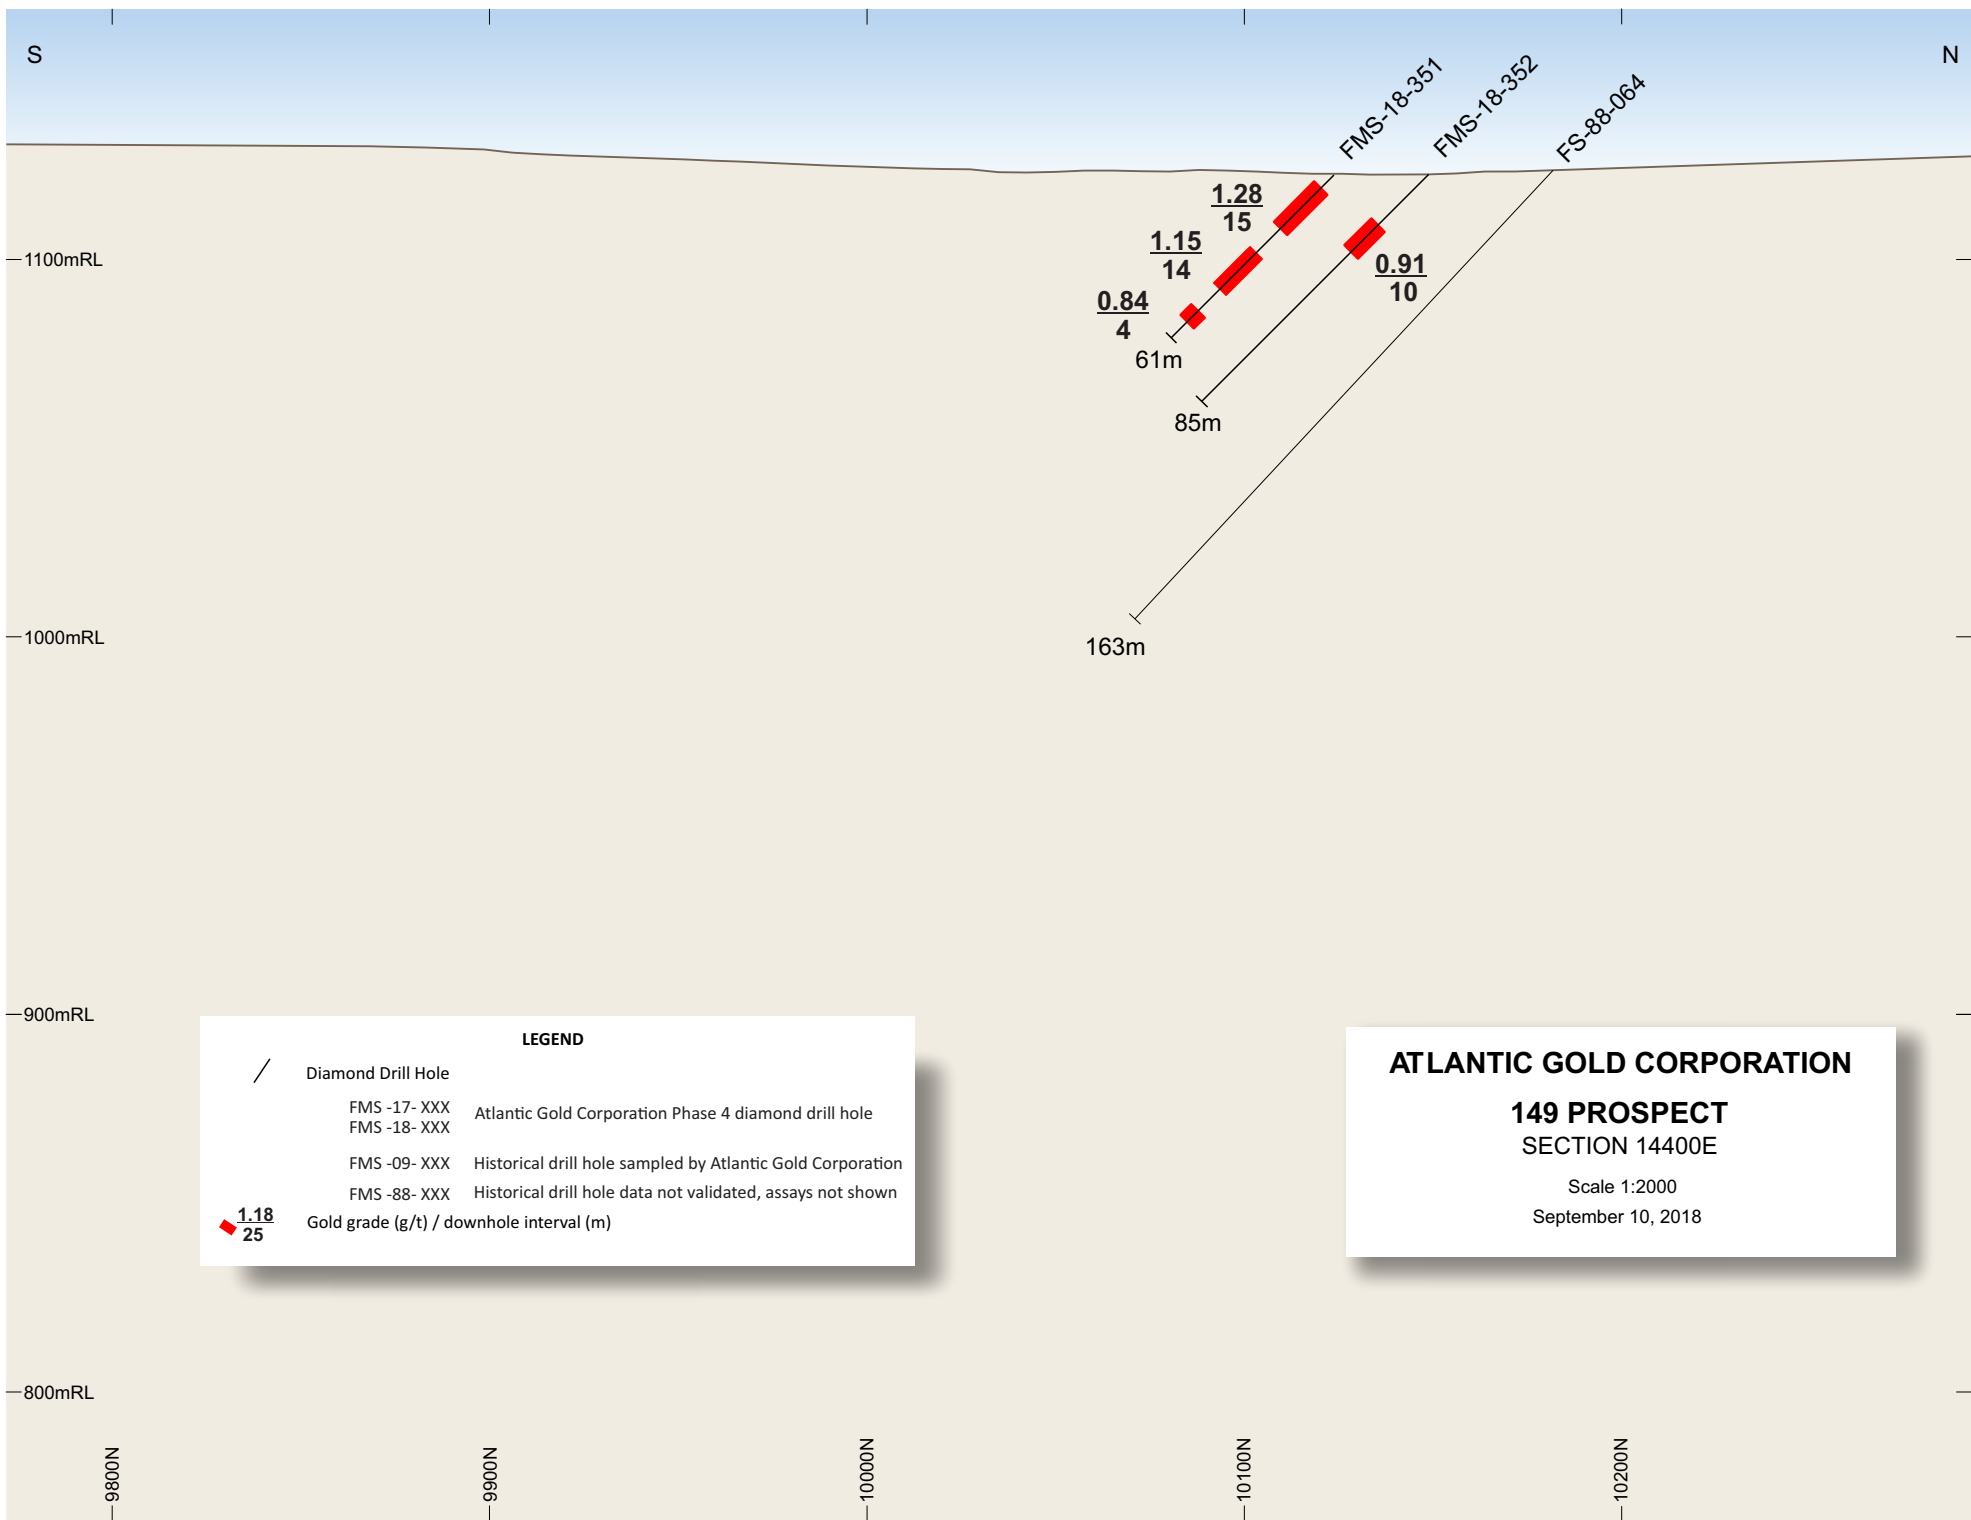 S
N
FMS-18-351
FMS-18-352
FS-88-064
1.28
15
1.15
14
0.84
4
0.91
10
61m
85m
163m
1100mRL
1000mRL
900mRL
800mRL
LEGEND
Diamond Drill Hole
FMS -17- XXX
FMS -18- XXX
Atlantic Gold Corporation Phase 4 diamond drill hole
FMS -09- XXX Historical drill hole sampled by Atlantic Gold Corporation
FMS -88- XXX Historical drill hole data not validated, assays not shown
1.18
25
Gold grade (g/t) / downhole interval (m)
ATLANTIC GOLD CORPORATION
149 PROSPECT
SECTION 14400E
Scale 1:2000
September 10, 2018
9800N
9900N
10000N
10100N
10200N